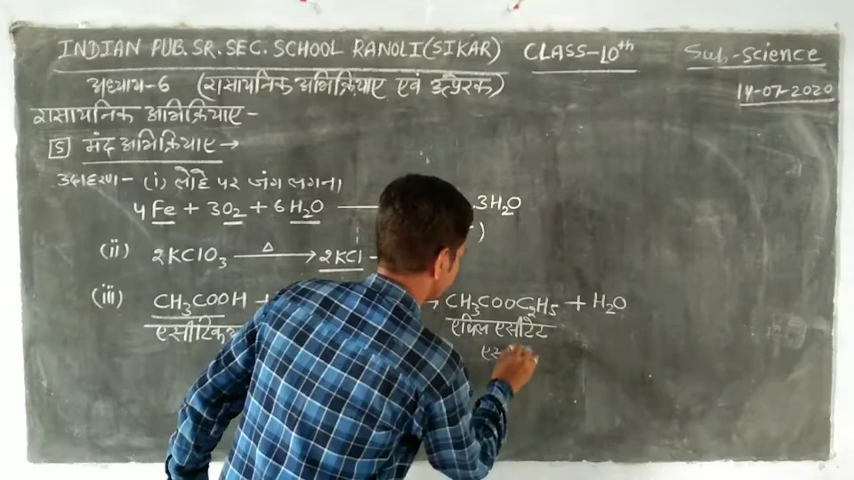 INDIAN PUB. SR. SEC. SCHOOL RANOLI (SIKAR) CLASS-10th Sub-science
अध्याय-6 (रासायनिक अभिक्रियाए एवं उत्प्रेरक) 14-07-2020
रासायनिक अभिक्रियाए -
5 मंद अभिक्रियाए →
उदाहरण - (i) लोहे पर जंग लगना।
4Fe + 3O2 + 6H2O — 3H2O
)
(ii) 2KClO3 —Δ→ 2KCl
(iii) CH3COOH + → CH3COOC2H5 + H2O
एसीटिक एथिल एसीटेट